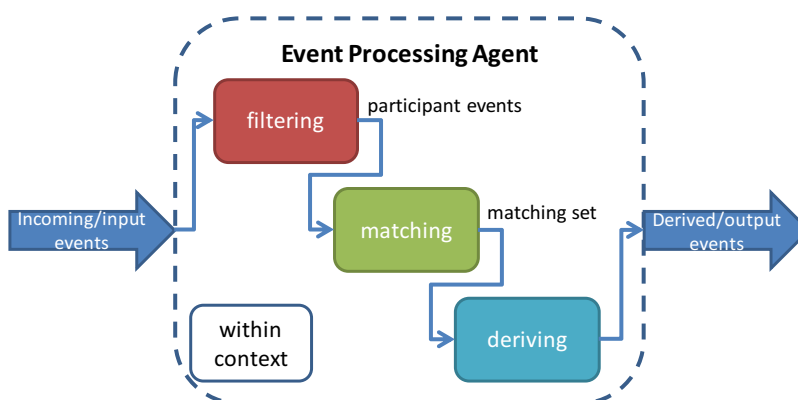 Event Processing Agent
filtering
participant events
Incoming/input
events
matching
matching set
Derived/output
events
within
context
deriving